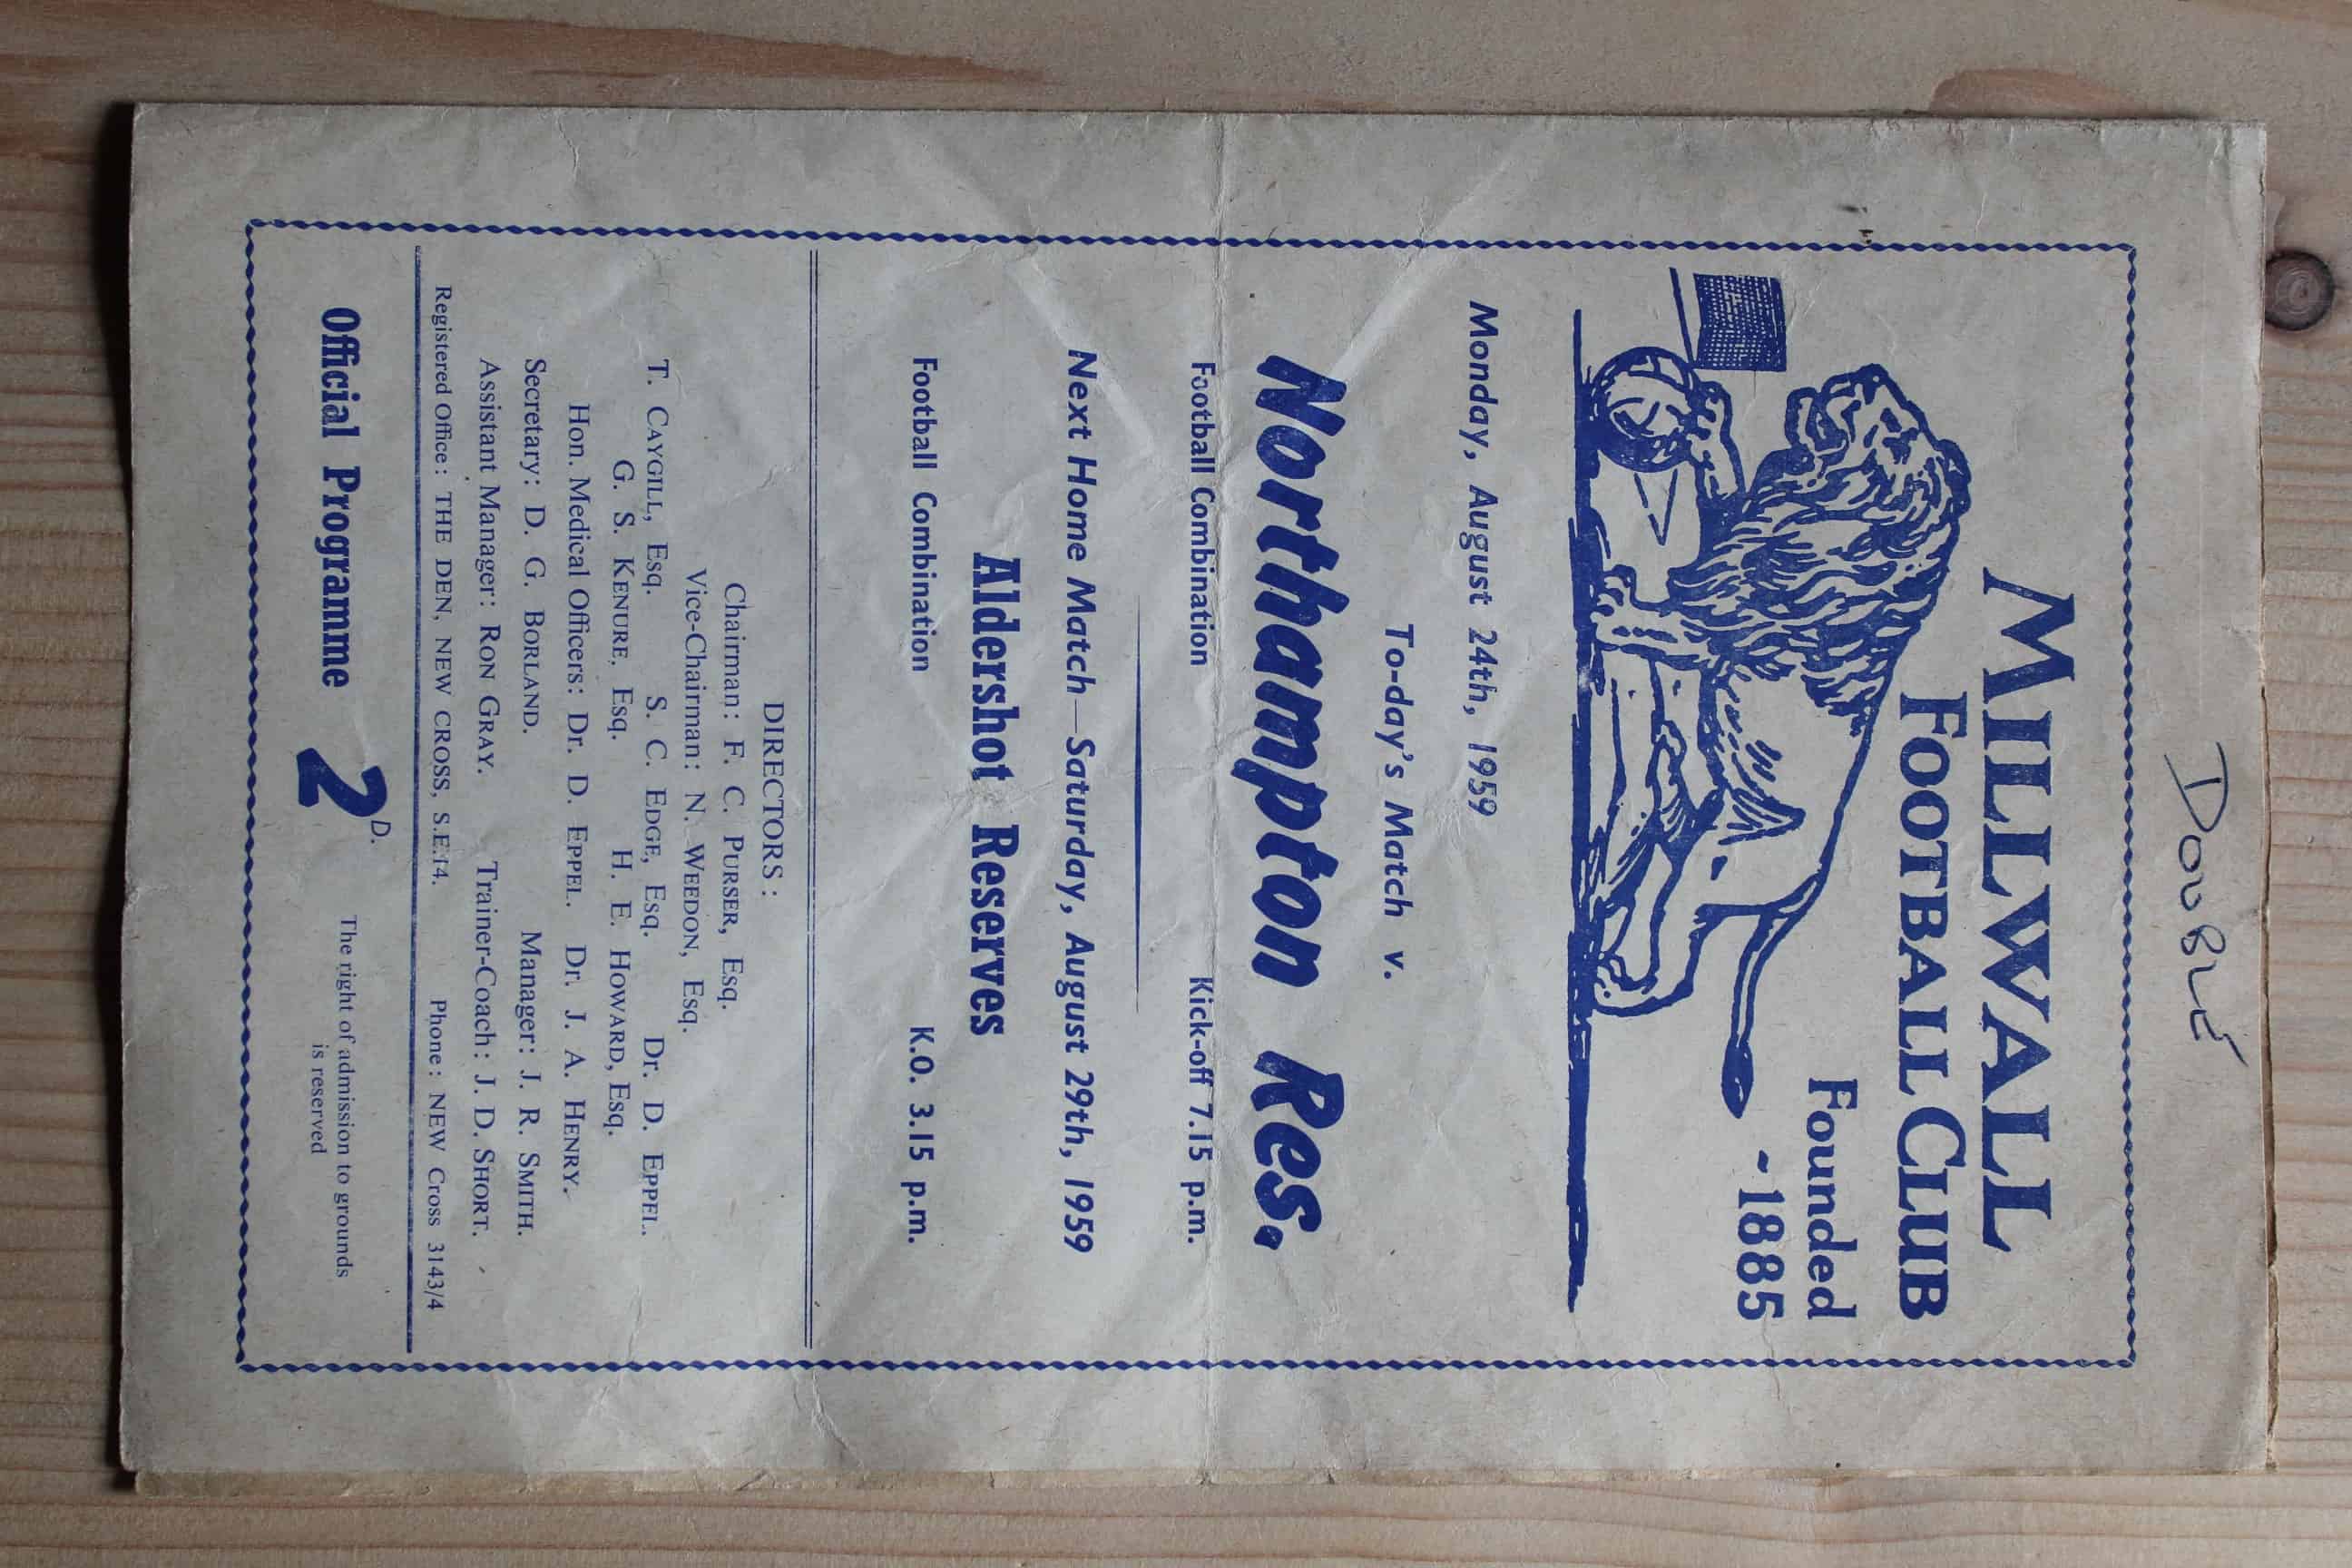 DOUBLE
MILLWALL
FOOTBALL CLUB
Founded
-1885
Monday, August 24th, 1959
To-day's Match v.
Northampton Res.
Football Combination Kick-off 7.15 p.m.
Next Home Match—Saturday, August 29th, 1959
Aldershot Reserves
Football Combination K.O. 3.15 p.m.
DIRECTORS :
Chairman: F. C. PURSER, Esq.
Vice-Chairman: N. WEEDON, Esq.
T. CAYGILL, Esq. S. C. EDGE, Esq. Dr. D. EPPEL.
G. S. KENURE, Esq. H. E. HOWARD, Esq.
Hon. Medical Officers: Dr. D. EPPEL. Dr. J. A. HENRY.
Secretary: D. G. BORLAND. Manager: J. R. SMITH.
Assistant Manager: RON GRAY. Trainer-Coach: J. D. SHORT.
Registered Office: THE DEN, NEW CROSS, S.E.14. Phone: NEW Cross 3143/4
Official Programme 2D. The right of admission to grounds
is reserved